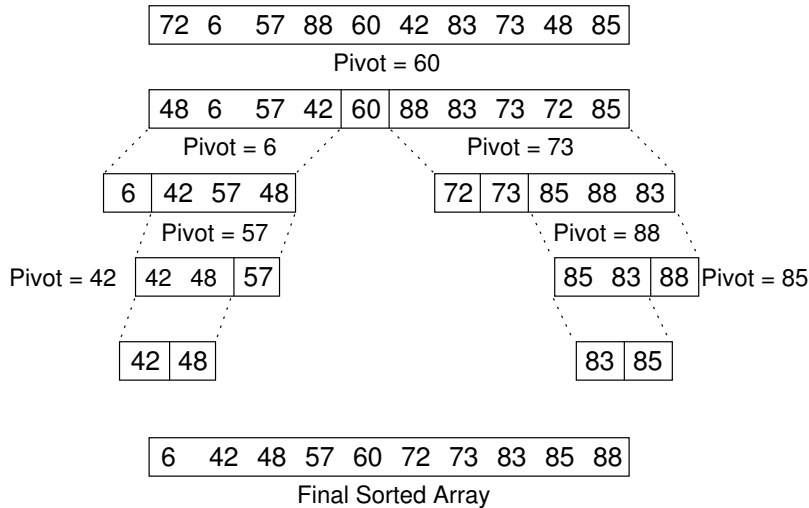 72 6 57 88 60 42 83 73 48 85
Pivot = 60
48 6 57 42 60 88 83 73 72 85
Pivot = 6 Pivot = 73
6 42 57 48 72 73 85 88 83
Pivot = 57 Pivot = 88
Pivot = 42 42 48 57 85 83 88 Pivot = 85
42 48 83 85
6 42 48 57 60 72 73 83 85 88
Final Sorted Array